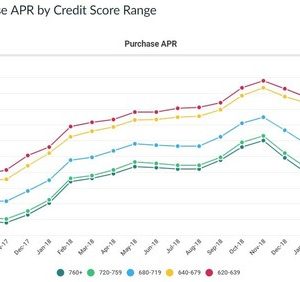 se APR by Credit Score Range
Purchase APR
v-17
Dec-17
Jan-18
Feb-18
Mar-18
Apr-18
May-18
Jun-18
Jul-18
Aug-18
Sep-18
Oct-18
Nov-18
Dec-18
760+ 720-759 680-719 640-679 620-639